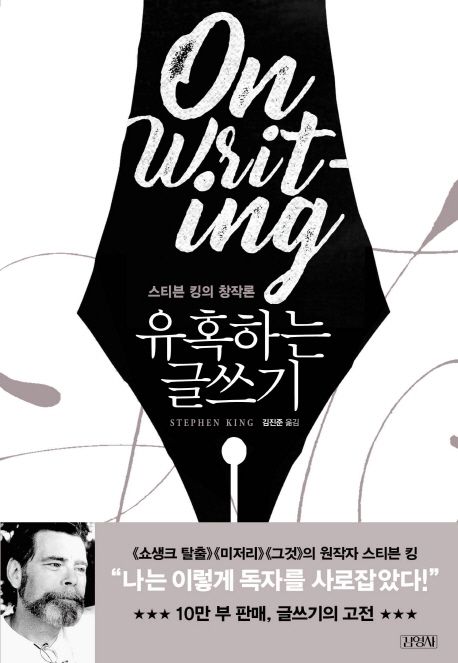 On
Writ-
ing
스티븐 킹의 창작론
유혹하는
글쓰기
STEPHEN KING 김진준 옮김
《쇼생크 탈출》《미저리》《그것》의 원작자 스티븐 킹
“나는 이렇게 독자를 사로잡았다!”
★★★ 10만 부 판매, 글쓰기의 고전 ★★★
김영사